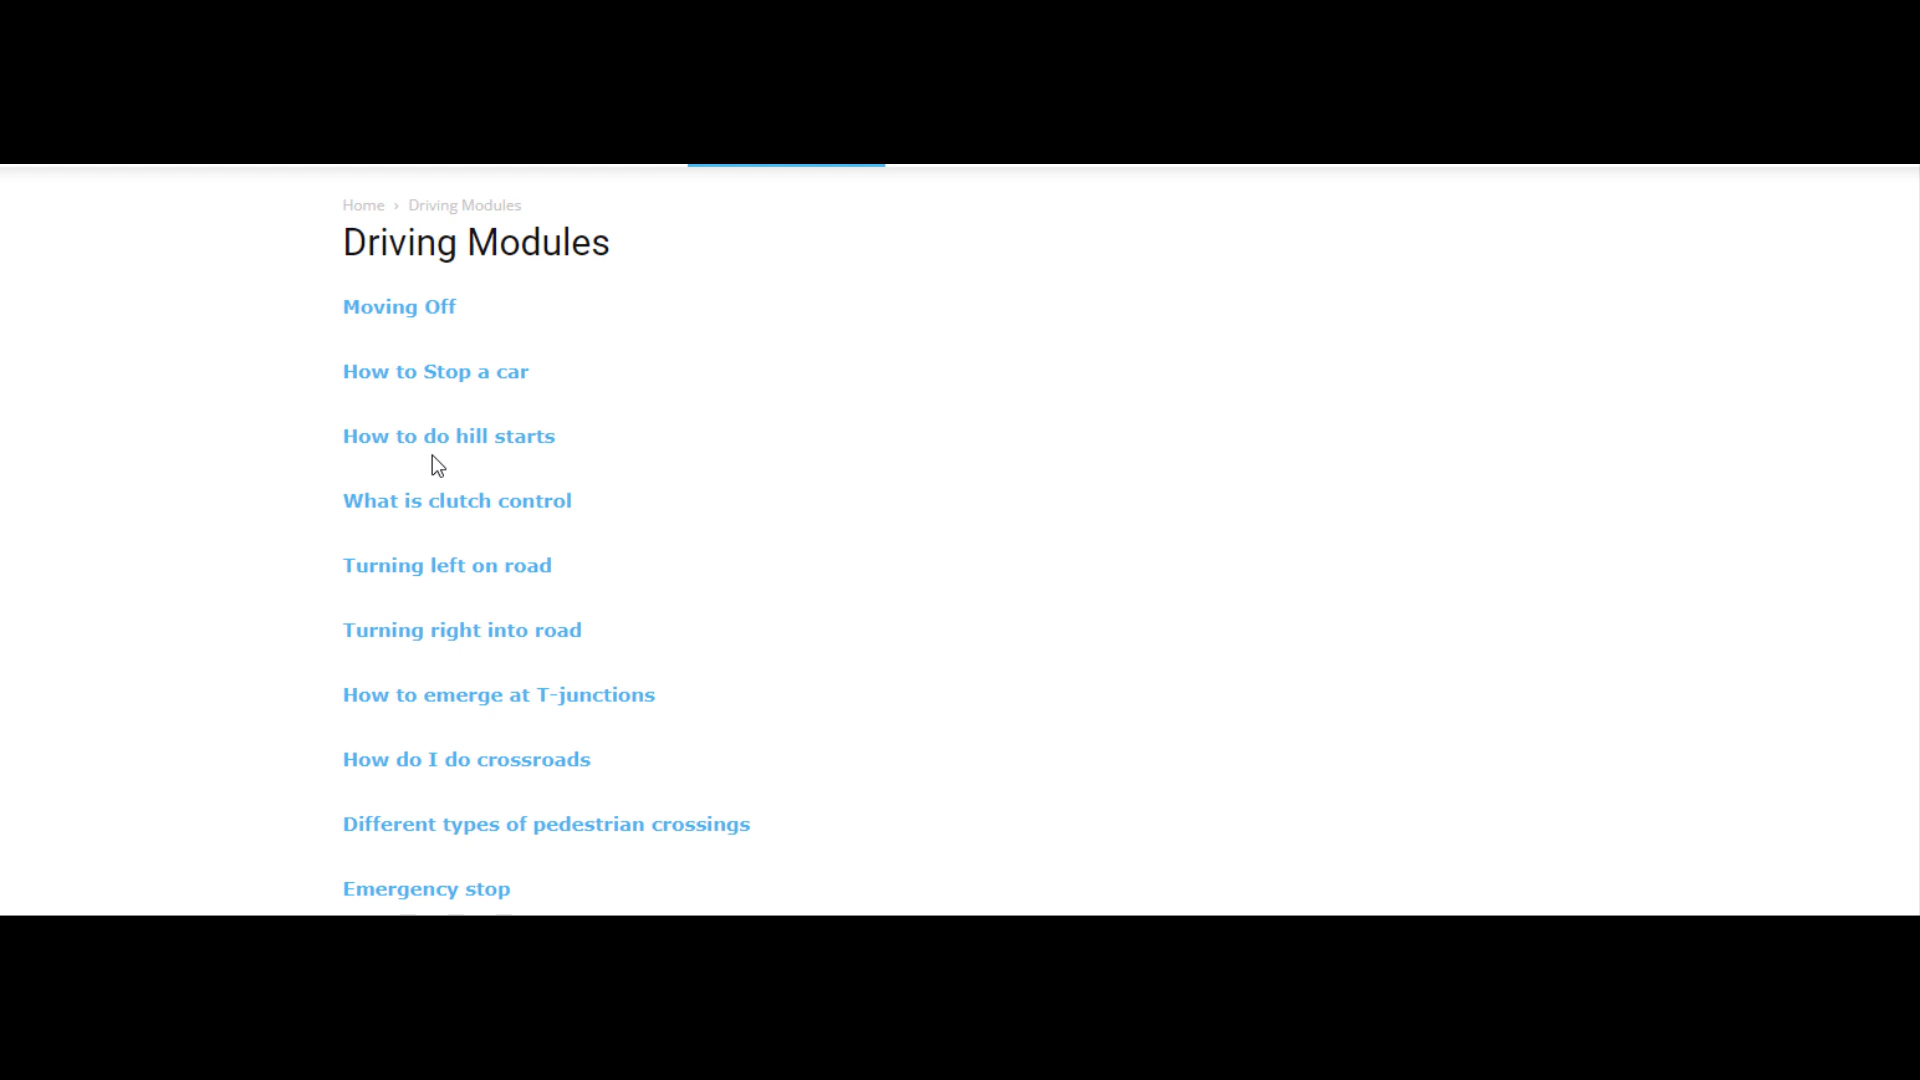 Home › Driving Modules
Driving Modules
Moving Off
How to Stop a car
How to do hill starts
What is clutch control
Turning left on road
Turning right into road
How to emerge at T-junctions
How do I do crossroads
Different types of pedestrian crossings
Emergency stop